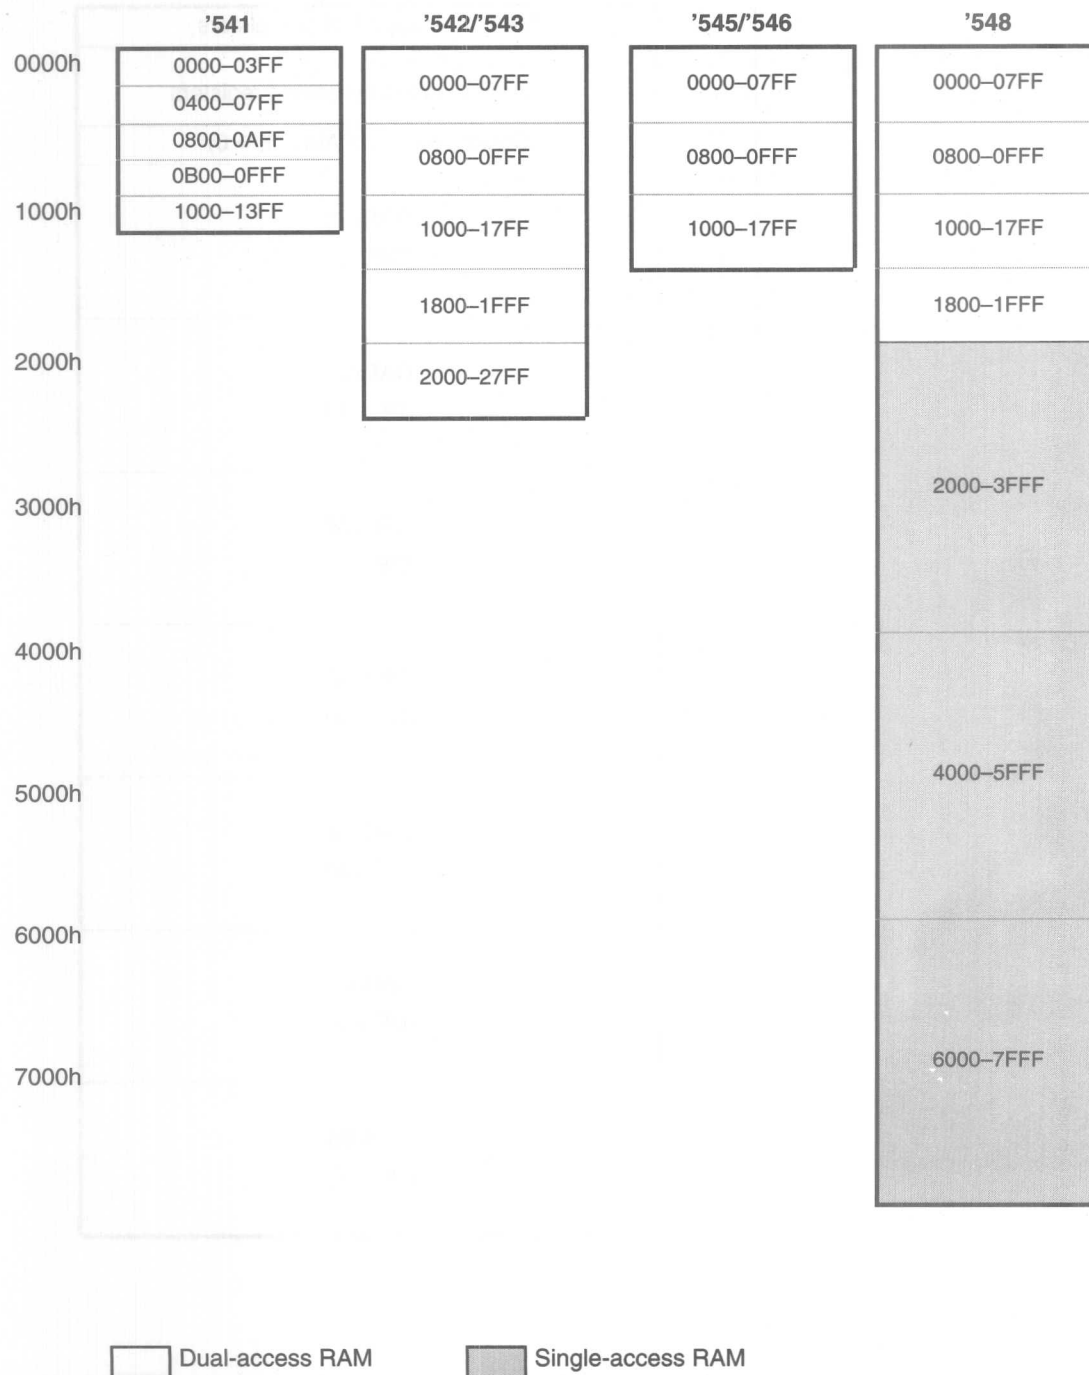 '541 '542/'543 '545/'546 '548
0000h
0000–03FF
0400–07FF
0800–0AFF
0B00–0FFF
1000h
1000–13FF
0000–07FF
0800–0FFF
1000–17FF
1800–1FFF
2000–27FF
0000–07FF
0800–0FFF
1000–17FF
0000–07FF
0800–0FFF
1000–17FF
1800–1FFF
2000–3FFF
4000–5FFF
6000–7FFF
2000h
3000h
4000h
5000h
6000h
7000h
Dual-access RAM Single-access RAM